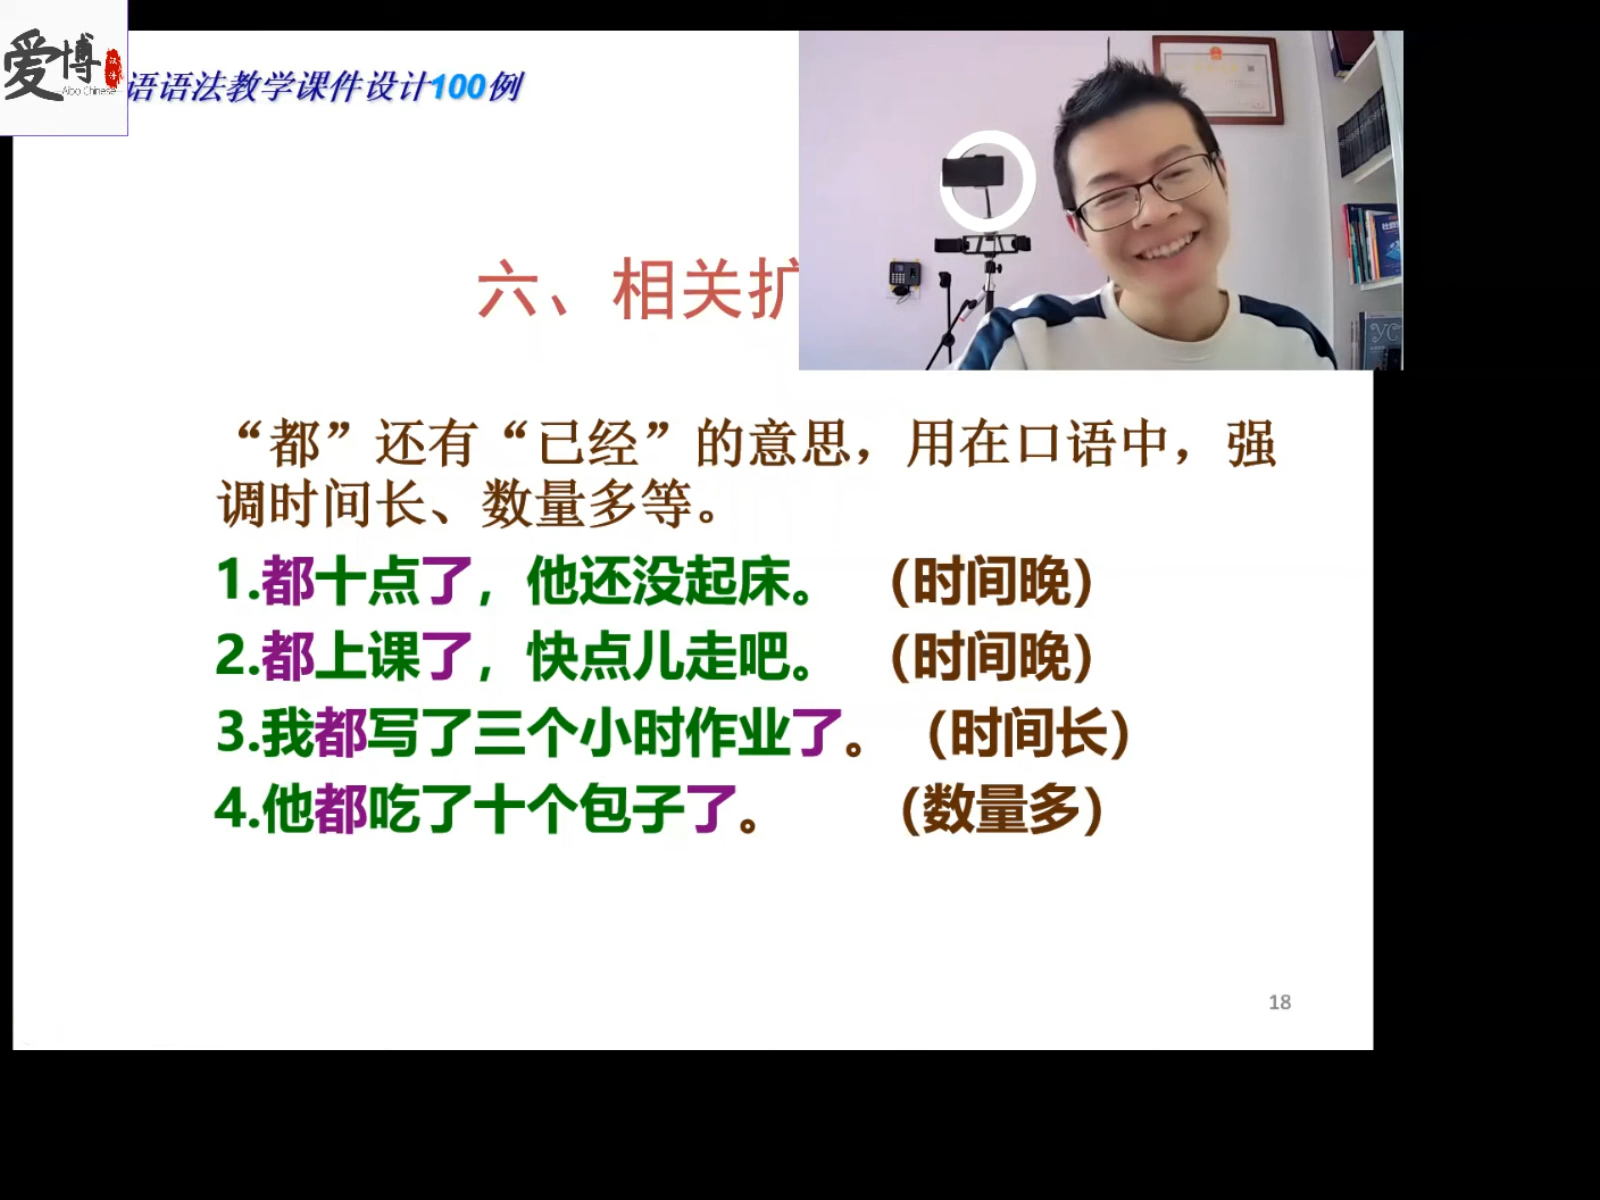 爱博
汉语
Aibo Chinese
语语法教学课件设计100例
六、相关扩
“都”还有“已经”的意思，用在口语中，强
调时间长、数量多等。
1.都十点了，他还没起床。 （时间晚）
2.都上课了，快点儿走吧。 （时间晚）
3.我都写了三个小时作业了。 （时间长）
4.他都吃了十个包子了。 （数量多）
18